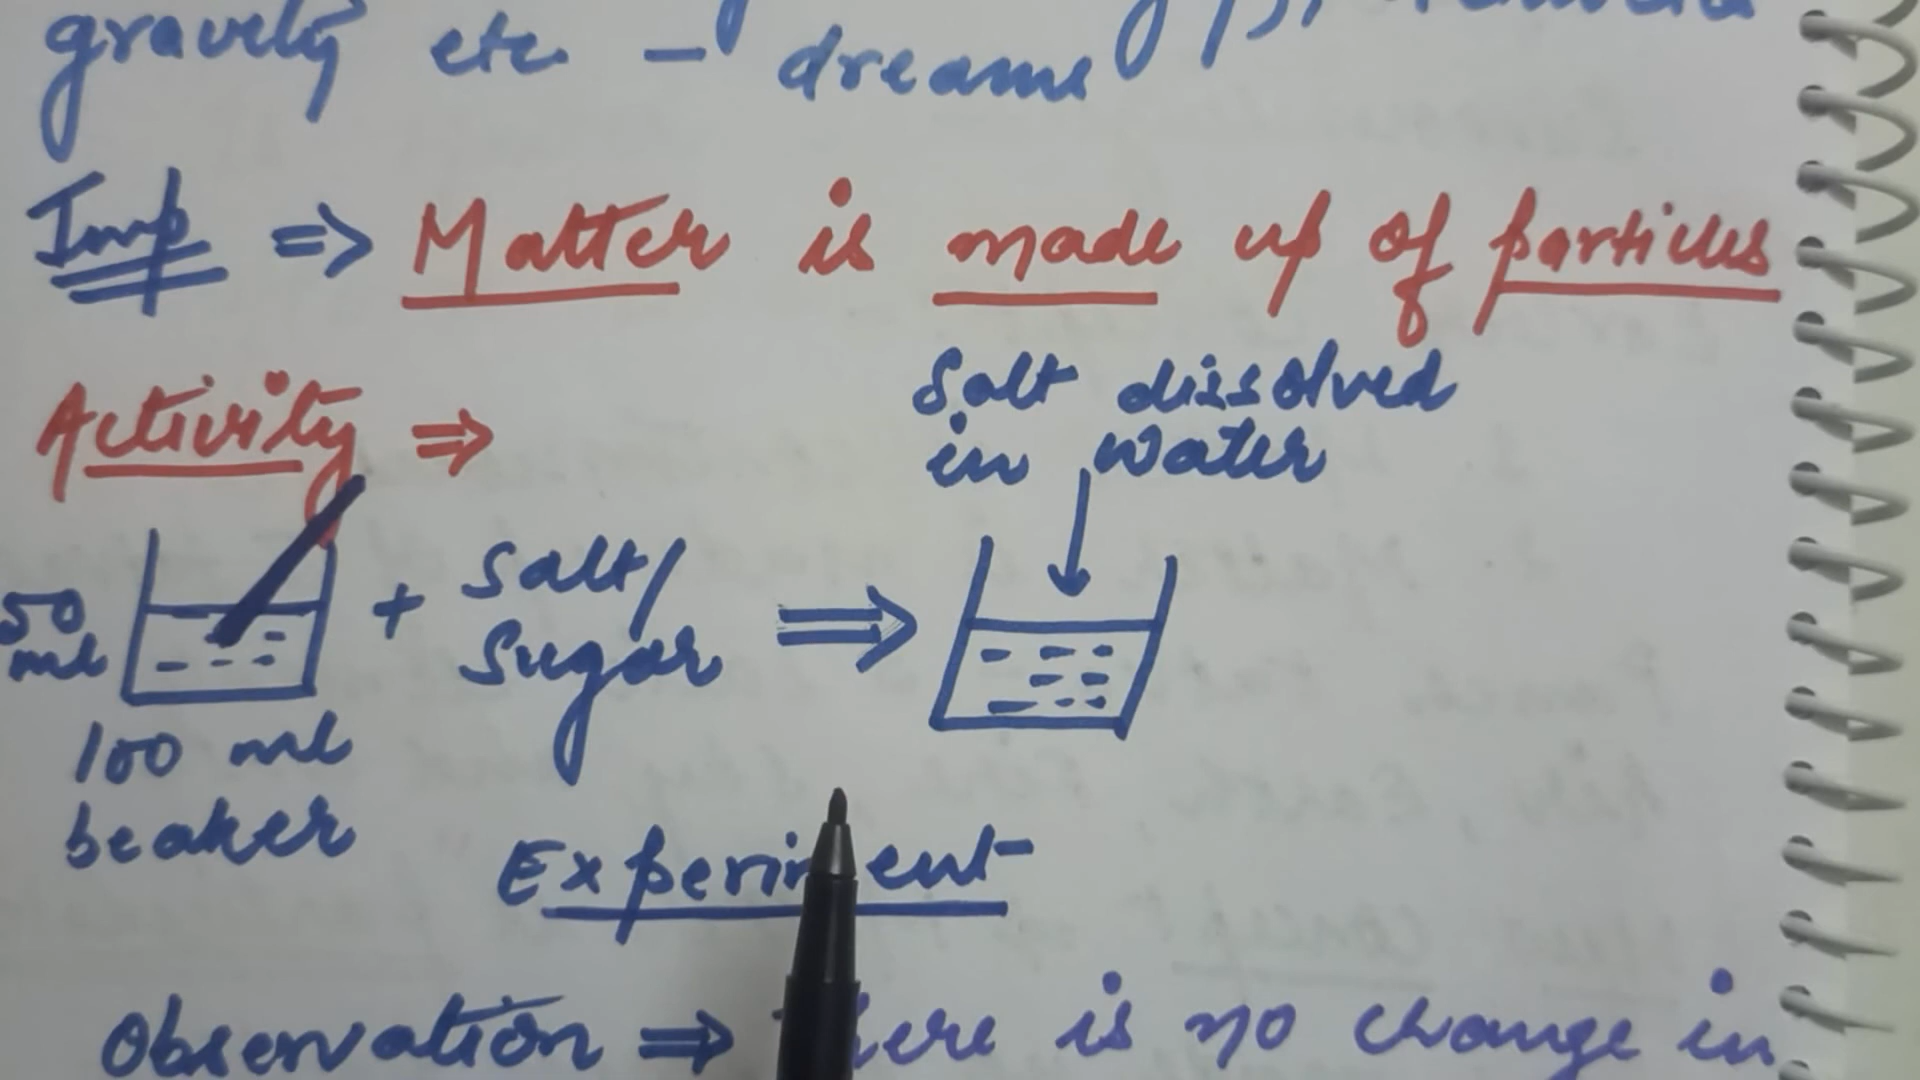 gravity etc. - dreams
Imp => Matter is made up of particles
Activity =>
Salt dissolved
in water
50
ml
+ Salt/
Sugar
=>
100 ml
beaker
Experiment
Observation => There is no change in